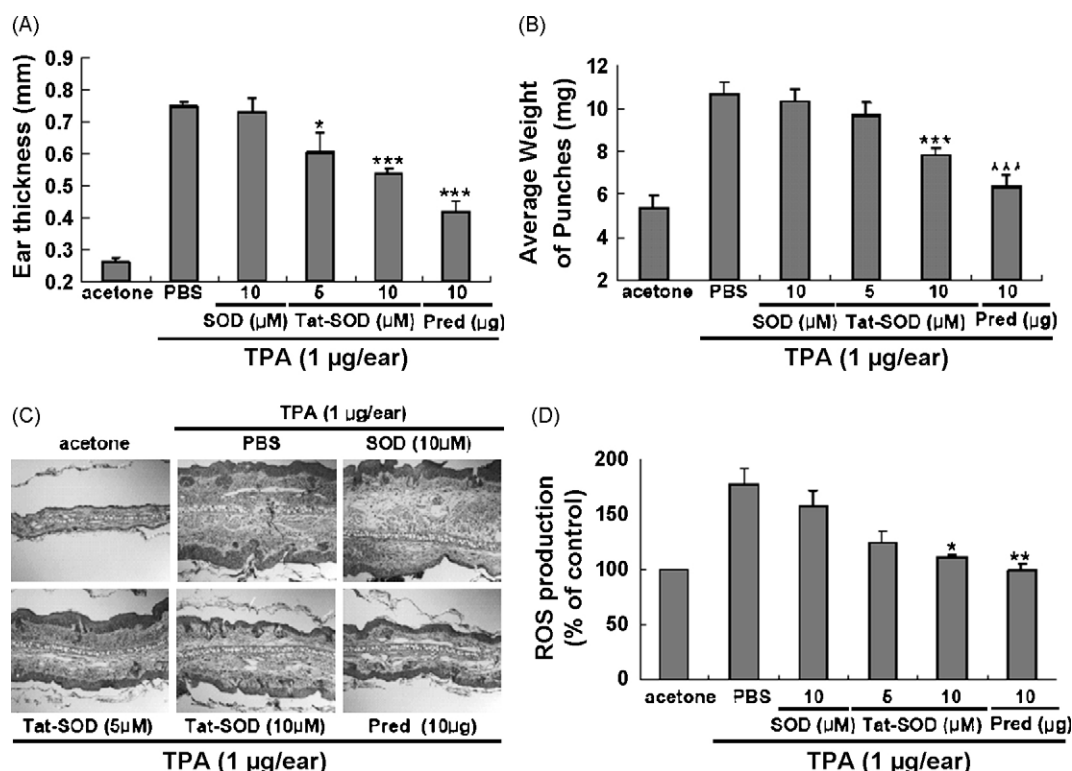 (A)
Ear thickness (mm)
0.9
0.8
0.7
0.6
0.5
0.4
0.3
0.2
*
***
***
acetone PBS 10 5 10 10
SOD (µM) Tat-SOD (µM) Pred (µg)
TPA (1 µg/ear)
(B)
Average Weight
of Punches (mg)
12
10
8
6
4
2
***
***
acetone PBS 10 5 10 10
SOD (µM) Tat-SOD (µM) Pred (µg)
TPA (1 µg/ear)
(C)
TPA (1 µg/ear)
acetone PBS SOD (10µM)
Tat-SOD (5µM) Tat-SOD (10µM) Pred (10µg)
TPA (1 µg/ear)
(D)
ROS production
(% of control)
200
150
100
50
0
*
**
acetone PBS 10 5 10 10
SOD (µM) Tat-SOD (µM) Pred (µg)
TPA (1 µg/ear)